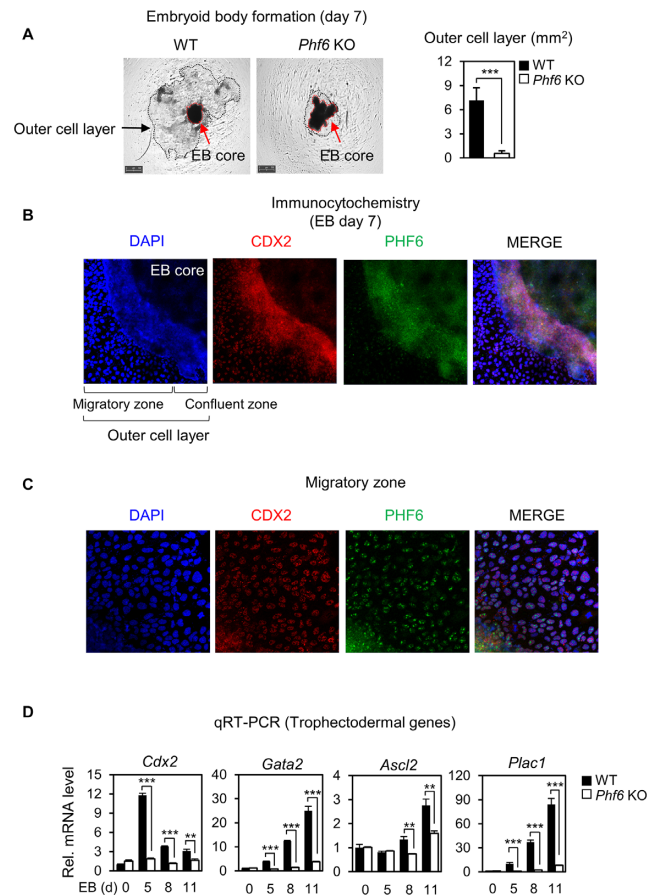 Embryoid body formation (day 7)
A
WT
Phf6 KO
Outer cell layer (mm²)
WT
Phf6 KO
***
12
9
6
3
0
Outer cell layer
EB core
EB core
B
Immunocytochemistry
(EB day 7)
DAPI
CDX2
PHF6
MERGE
EB core
Migratory zone
Confluent zone
Outer cell layer
C
Migratory zone
DAPI
CDX2
PHF6
MERGE
D
qRT-PCR (Trophectodermal genes)
Cdx2
Gata2
Ascl2
Plac1
WT
Phf6 KO
Rel. mRNA level
15
12
9
6
3
0
***
***
**
30
20
10
0
***
***
***
4
3
2
1
0
**
**
120
90
60
30
0
***
***
***
EB (d) 0 5 8 11
0 5 8 11
0 5 8 11
0 5 8 11